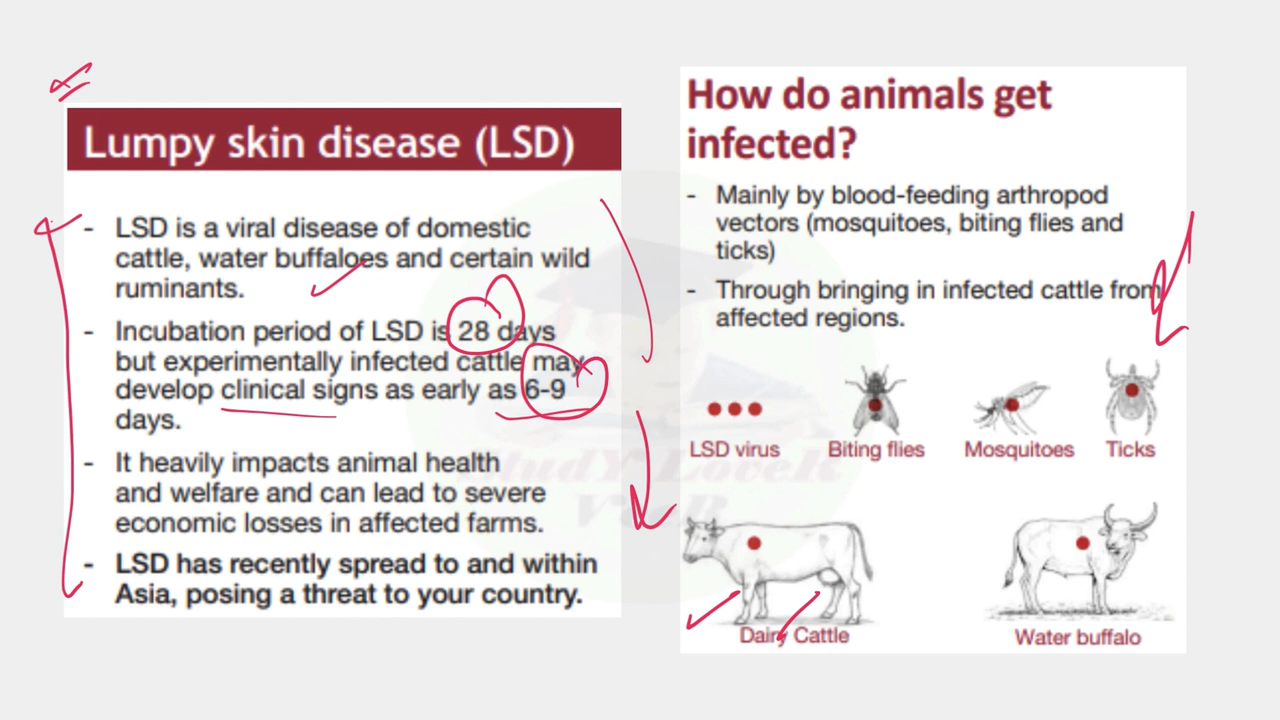 Lumpy skin disease (LSD)
- LSD is a viral disease of domestic
cattle, water buffaloes and certain wild
ruminants.
- Incubation period of LSD is 28 days
but experimentally infected cattle may
develop clinical signs as early as 6-9
days.
- It heavily impacts animal health
and welfare and can lead to severe
economic losses in affected farms.
- LSD has recently spread to and within
Asia, posing a threat to your country.
How do animals get
infected?
- Mainly by blood-feeding arthropod
vectors (mosquitoes, biting flies and
ticks)
- Through bringing in infected cattle from
affected regions.
LSD virus
Biting flies
Mosquitoes
Ticks
Dairy Cattle
Water buffalo
StudY LoveR